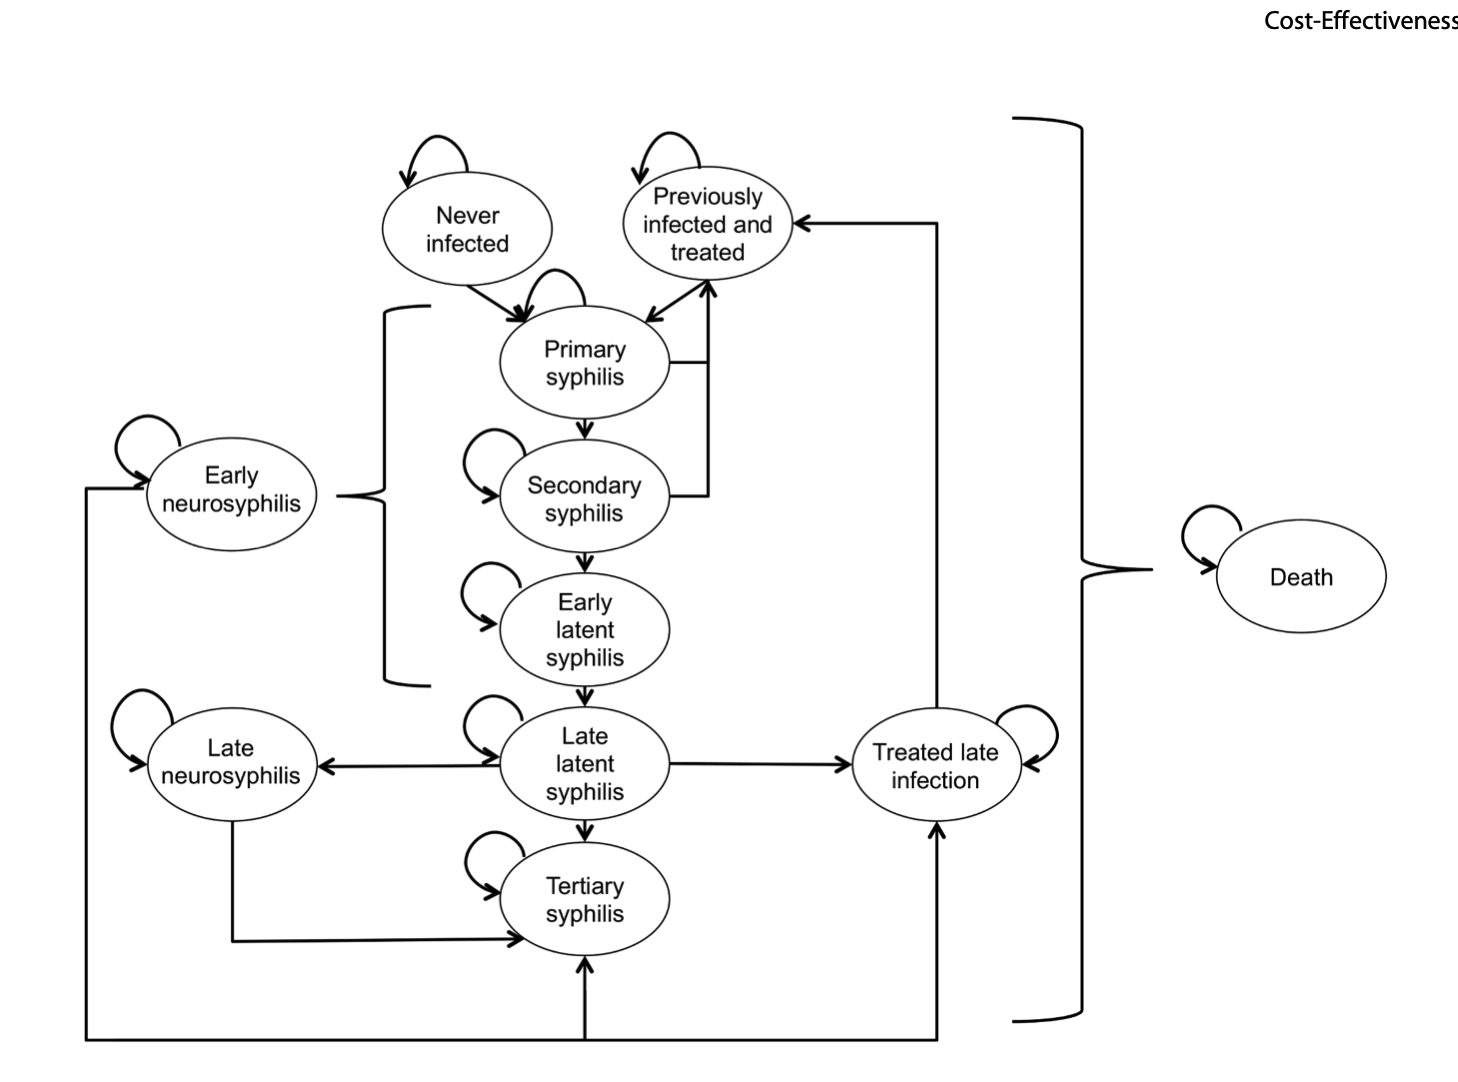 Cost-Effectiveness
Never
infected
Previously
infected and
treated
Primary
syphilis
Early
neurosyphilis
Secondary
syphilis
Early
latent
syphilis
Death
Late
neurosyphilis
Late
latent
syphilis
Treated late
infection
Tertiary
syphilis